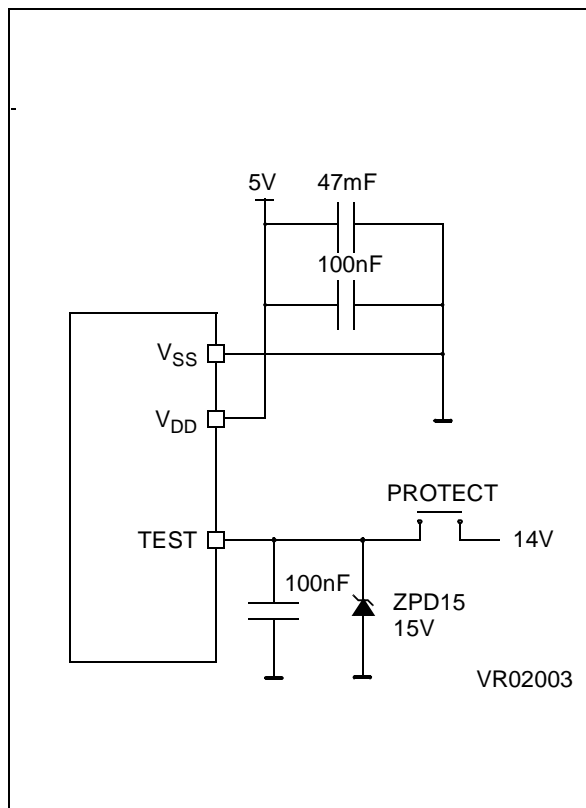 5V
47mF
100nF
VSS
VDD
TEST
PROTECT
14V
100nF
ZPD15
15V
VR02003